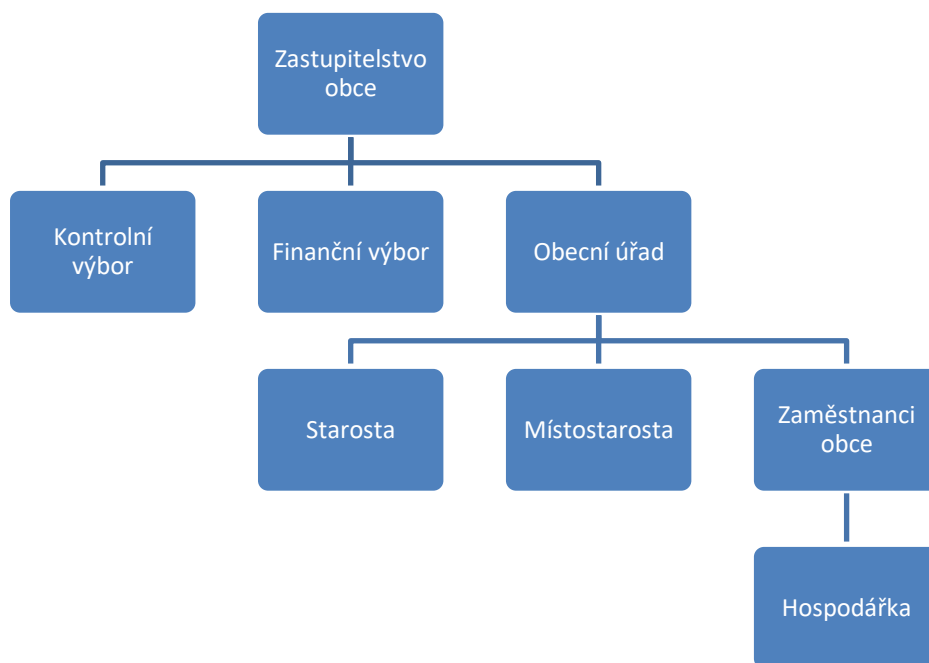 Zastupitelstvo
obce
Kontrolní
výbor
Finanční výbor
Obecní úřad
Starosta
Místostarosta
Zaměstnanci
obce
Hospodářka